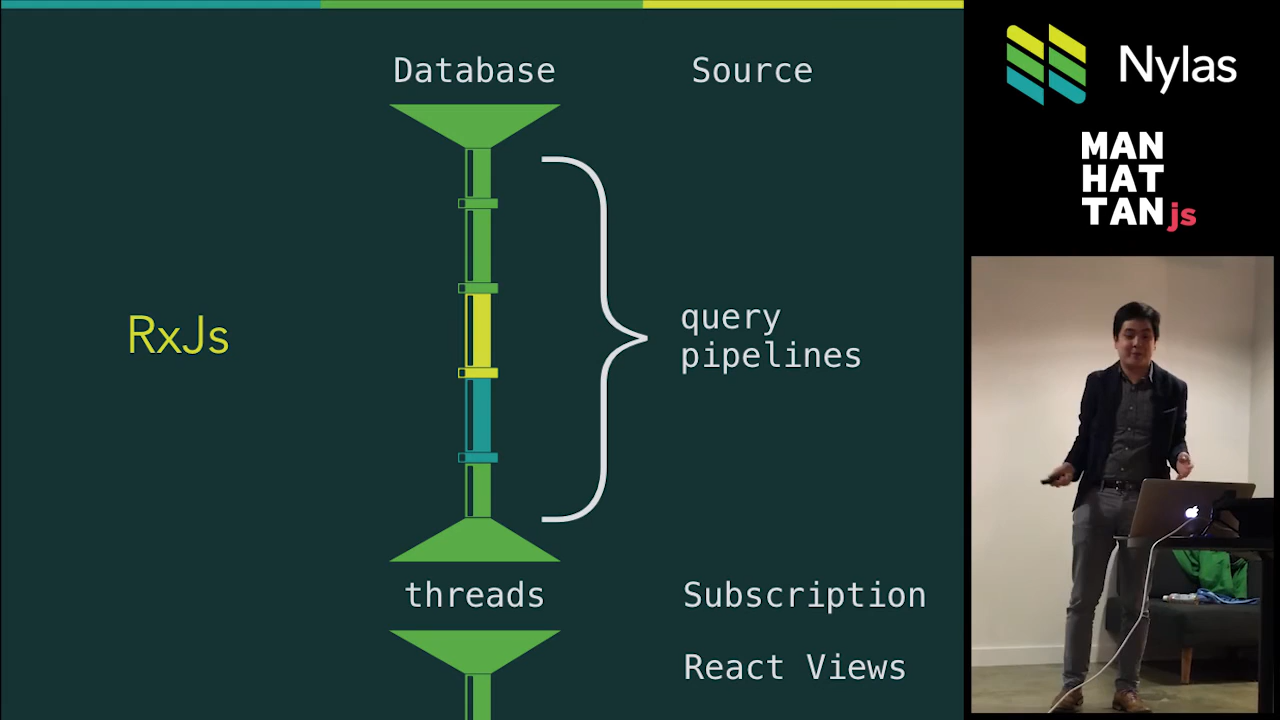 Database
Source
RxJs
query
pipelines
threads
Subscription
React Views
Nylas
MAN
HAT
TANjs